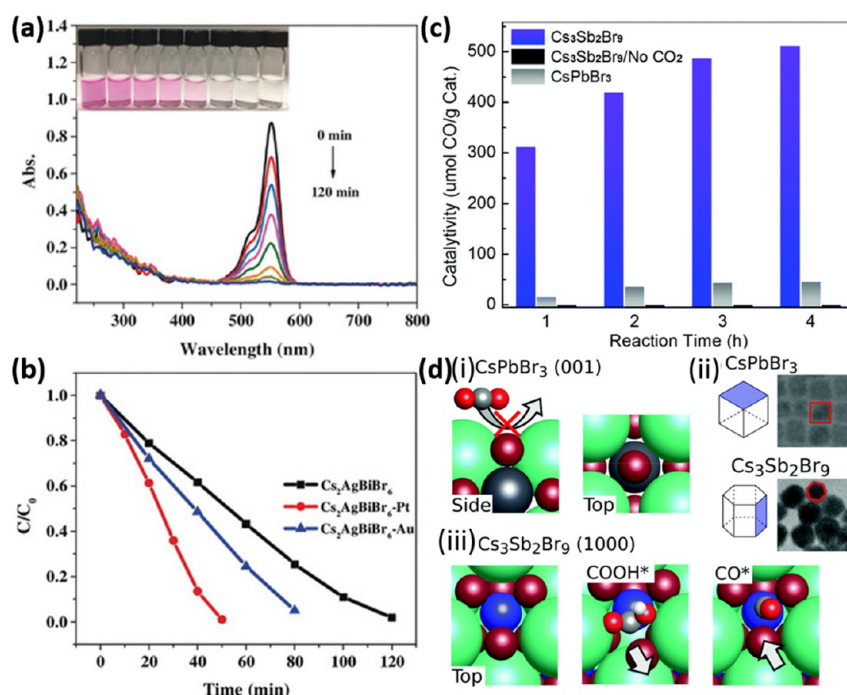 (a)
1.4
1.2
1.0
0.8
0.6
0.4
0.2
0.0
Abs.
0 min
120 min
300 400 500 600 700 800
Wavelength (nm)
(b)
1.0
0.8
0.6
0.4
0.2
0.0
C/C₀
Cs₂AgBiBr₆
Cs₂AgBiBr₆-Pt
Cs₂AgBiBr₆-Au
0 20 40 60 80 100 120
Time (min)
(c)
Cs₃Sb₂Br₉
Cs₃Sb₂Br₉/No CO₂
CsPbBr₃
500
400
300
200
100
0
Catalytivity (umol CO/g Cat.)
1 2 3 4
Reaction Time (h)
(d) (i) CsPbBr₃ (001)
Side
Top
(ii)
CsPbBr₃
Cs₃Sb₂Br₉
(iii) Cs₃Sb₂Br₉ (1000)
Top
COOH*
CO*